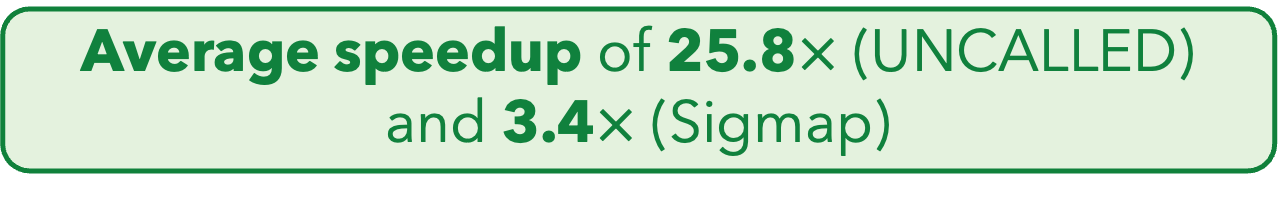 Average speedup of 25.8× (UNCALLED)
and 3.4× (Sigmap)